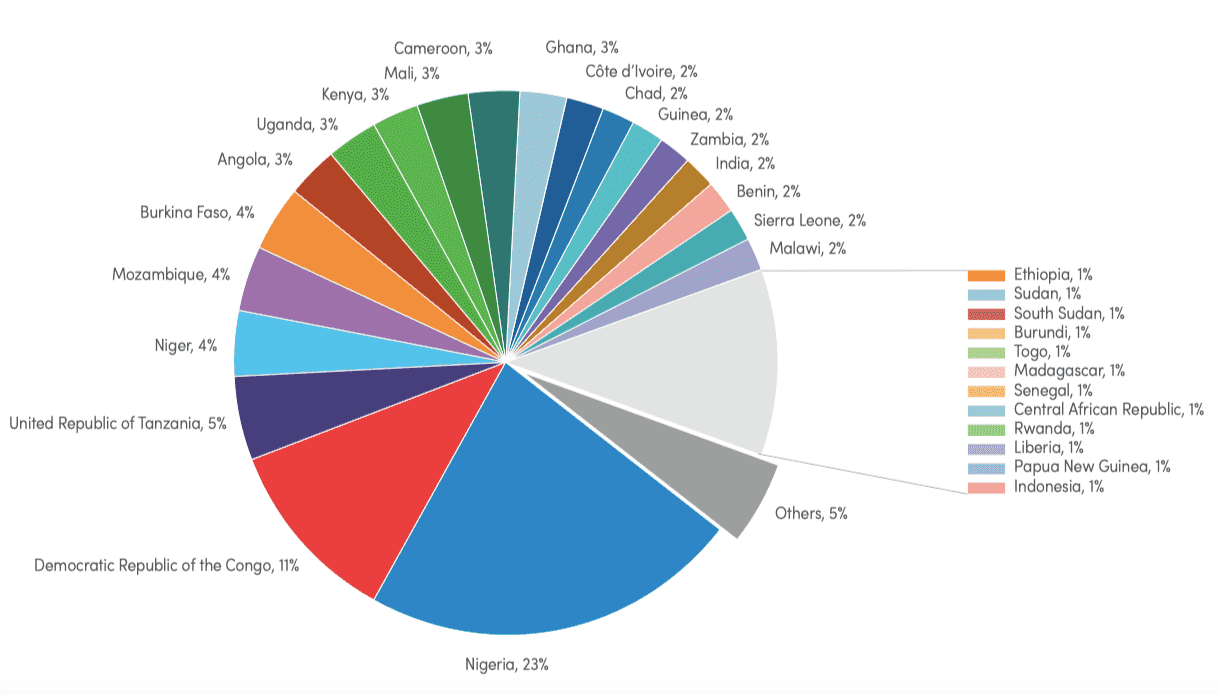 Cameroon, 3%
Ghana, 3%
Mali, 3%
Côte d’Ivoire, 2%
Kenya, 3%
Chad, 2%
Uganda, 3%
Guinea, 2%
Angola, 3%
Zambia, 2%
India, 2%
Burkina Faso, 4%
Benin, 2%
Sierra Leone, 2%
Mozambique, 4%
Malawi, 2%
Niger, 4%
United Republic of Tanzania, 5%
Democratic Republic of the Congo, 11%
Nigeria, 23%
Others, 5%
Ethiopia, 1%
Sudan, 1%
South Sudan, 1%
Burundi, 1%
Togo, 1%
Madagascar, 1%
Senegal, 1%
Central African Republic, 1%
Rwanda, 1%
Liberia, 1%
Papua New Guinea, 1%
Indonesia, 1%